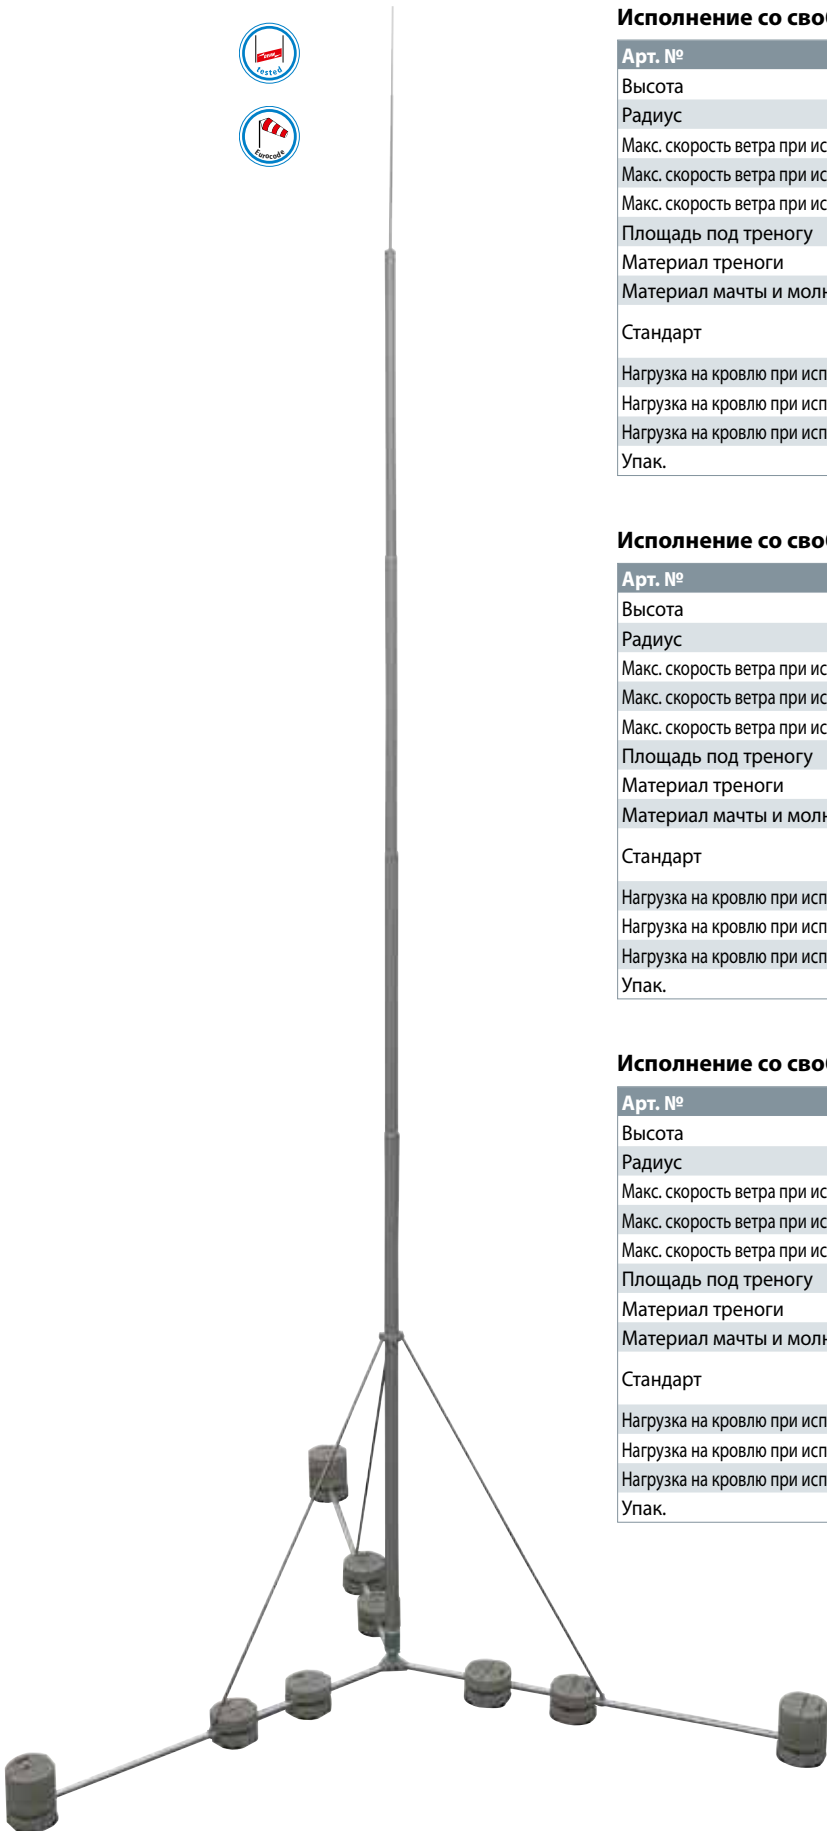 tested
Eurocode
Исполнение со своб
Арт. №
Высота
Радиус
Макс. скорость ветра при ис
Макс. скорость ветра при ис
Макс. скорость ветра при ис
Площадь под треногу
Материал треноги
Материал мачты и молн
Стандарт
Нагрузка на кровлю при исп
Нагрузка на кровлю при исп
Нагрузка на кровлю при исп
Упак.
Исполнение со своб
Арт. №
Высота
Радиус
Макс. скорость ветра при ис
Макс. скорость ветра при ис
Макс. скорость ветра при ис
Площадь под треногу
Материал треноги
Материал мачты и молн
Стандарт
Нагрузка на кровлю при исп
Нагрузка на кровлю при исп
Нагрузка на кровлю при исп
Упак.
Исполнение со своб
Арт. №
Высота
Радиус
Макс. скорость ветра при ис
Макс. скорость ветра при ис
Макс. скорость ветра при ис
Площадь под треногу
Материал треноги
Материал мачты и молн
Стандарт
Нагрузка на кровлю при исп
Нагрузка на кровлю при исп
Нагрузка на кровлю при исп
Упак.